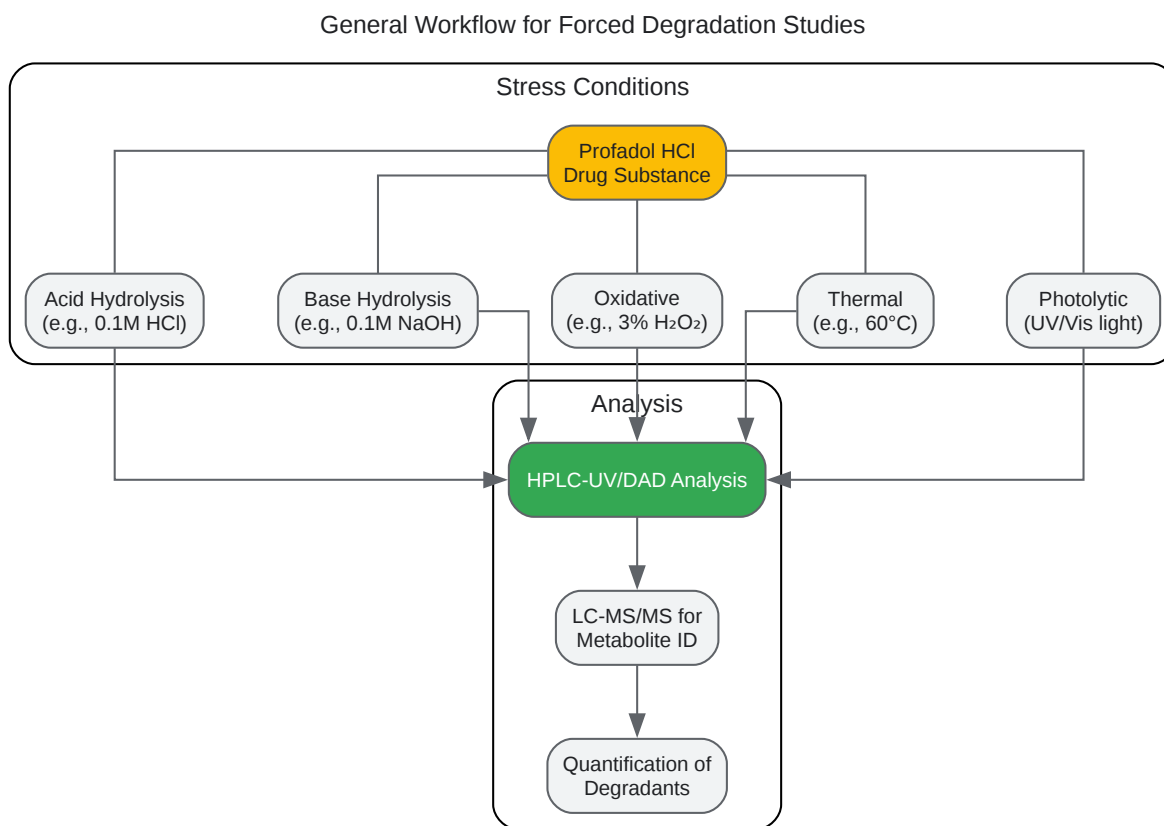 General Workflow for Forced Degradation Studies
Stress Conditions
Profadol HCl
Drug Substance
Acid Hydrolysis
(e.g., 0.1M HCl)
Base Hydrolysis
(e.g., 0.1M NaOH)
Oxidative
(e.g., 3% H₂O₂)
Thermal
(e.g., 60°C)
Photolytic
(UV/Vis light)
Analysis
HPLC-UV/DAD Analysis
LC-MS/MS for
Metabolite ID
Quantification of
Degradants